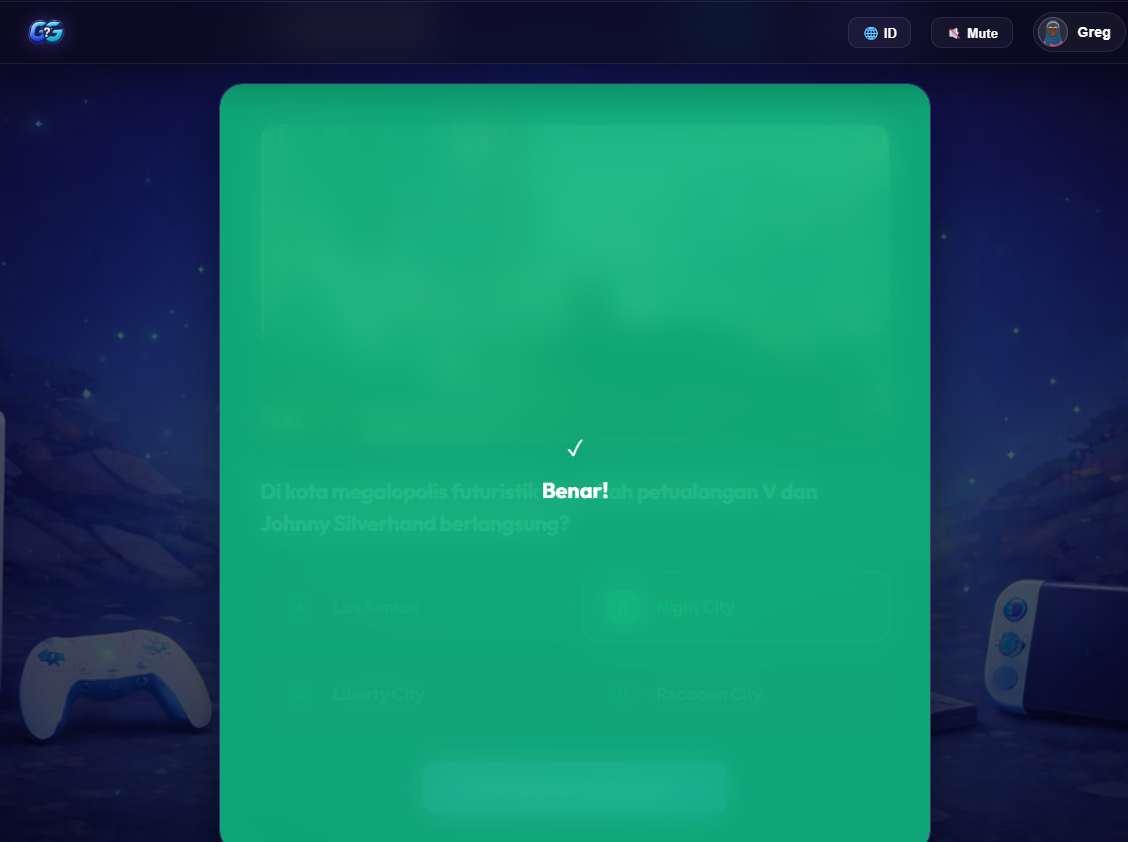 G?G
ID
Mute
Greg
✓
Benar!
Di kota megalopolis futuristik ah petualangan V dan
Johnny Silverhand berlangsung?
A Los Santos
Night City
C Liberty City
D Raccoon City